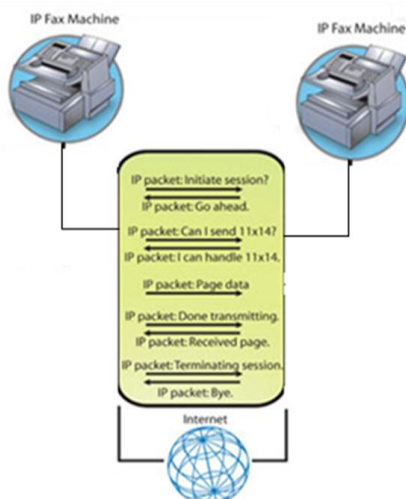 IP Fax Machine
IP Fax Machine
IP packet: Initiate session?
IP packet: Go ahead.
IP packet: Can I send 11x14?
IP packet: I can handle 11x14.
IP packet: Page data
IP packet: Done transmitting.
IP packet: Received page.
IP packet: Terminating session.
IP packet: Bye.
Internet